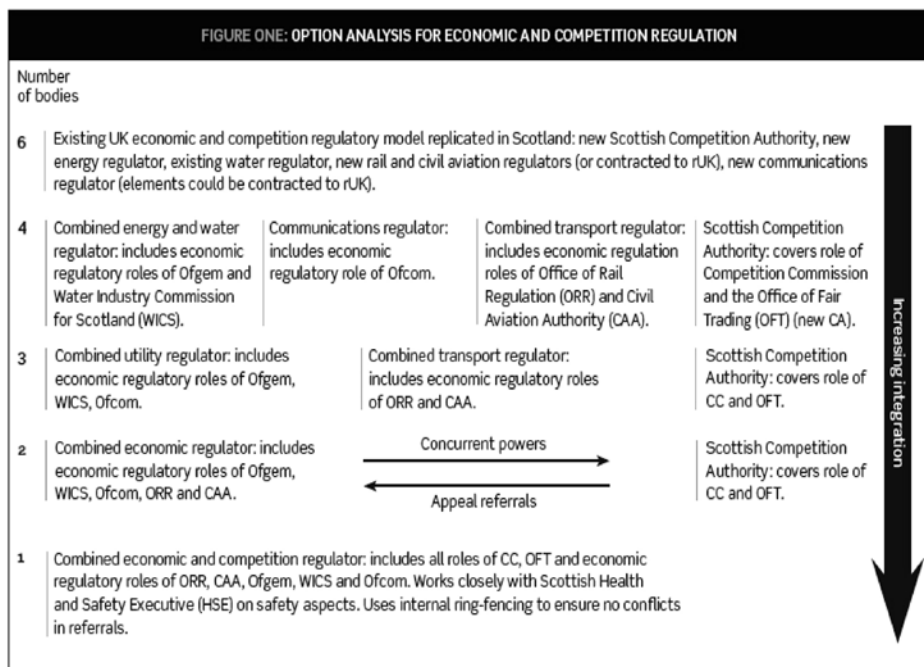 FIGURE ONE: OPTION ANALYSIS FOR ECONOMIC AND COMPETITION REGULATION
Number
of bodies
6
Existing UK economic and competition regulatory model replicated in Scotland: new Scottish Competition Authority, new
energy regulator, existing water regulator, new rail and civil aviation regulators (or contracted to rUK), new communications
regulator (elements could be contracted to rUK).
4
Combined energy and water
regulator: includes economic
regulatory roles of Ofgem and
Water Industry Commission
for Scotland (WICS).
Communications regulator:
includes economic
regulatory role of Ofcom.
Combined transport regulator:
includes economic regulation
roles of Office of Rail
Regulation (ORR) and Civil
Aviation Authority (CAA).
Scottish Competition
Authority: covers role of
Competition Commission
and the Office of Fair
Trading (OFT) (new CA).
3
Combined utility regulator: includes
economic regulatory roles of Ofgem,
WICS, Ofcom.
Combined transport regulator:
includes economic regulatory roles
of ORR and CAA.
Scottish Competition
Authority: covers role of
CC and OFT.
2
Combined economic regulator: includes
economic regulatory roles of Ofgem,
WICS, Ofcom, ORR and CAA.
Concurrent powers
Appeal referrals
Scottish Competition
Authority: covers role of
CC and OFT.
1
Combined economic and competition regulator: includes all roles of CC, OFT and economic
regulatory roles of ORR, CAA, Ofgem, WICS and Ofcom. Works closely with Scottish Health
and Safety Executive (HSE) on safety aspects. Uses internal ring-fencing to ensure no conflicts
in referrals.
Increasing integration